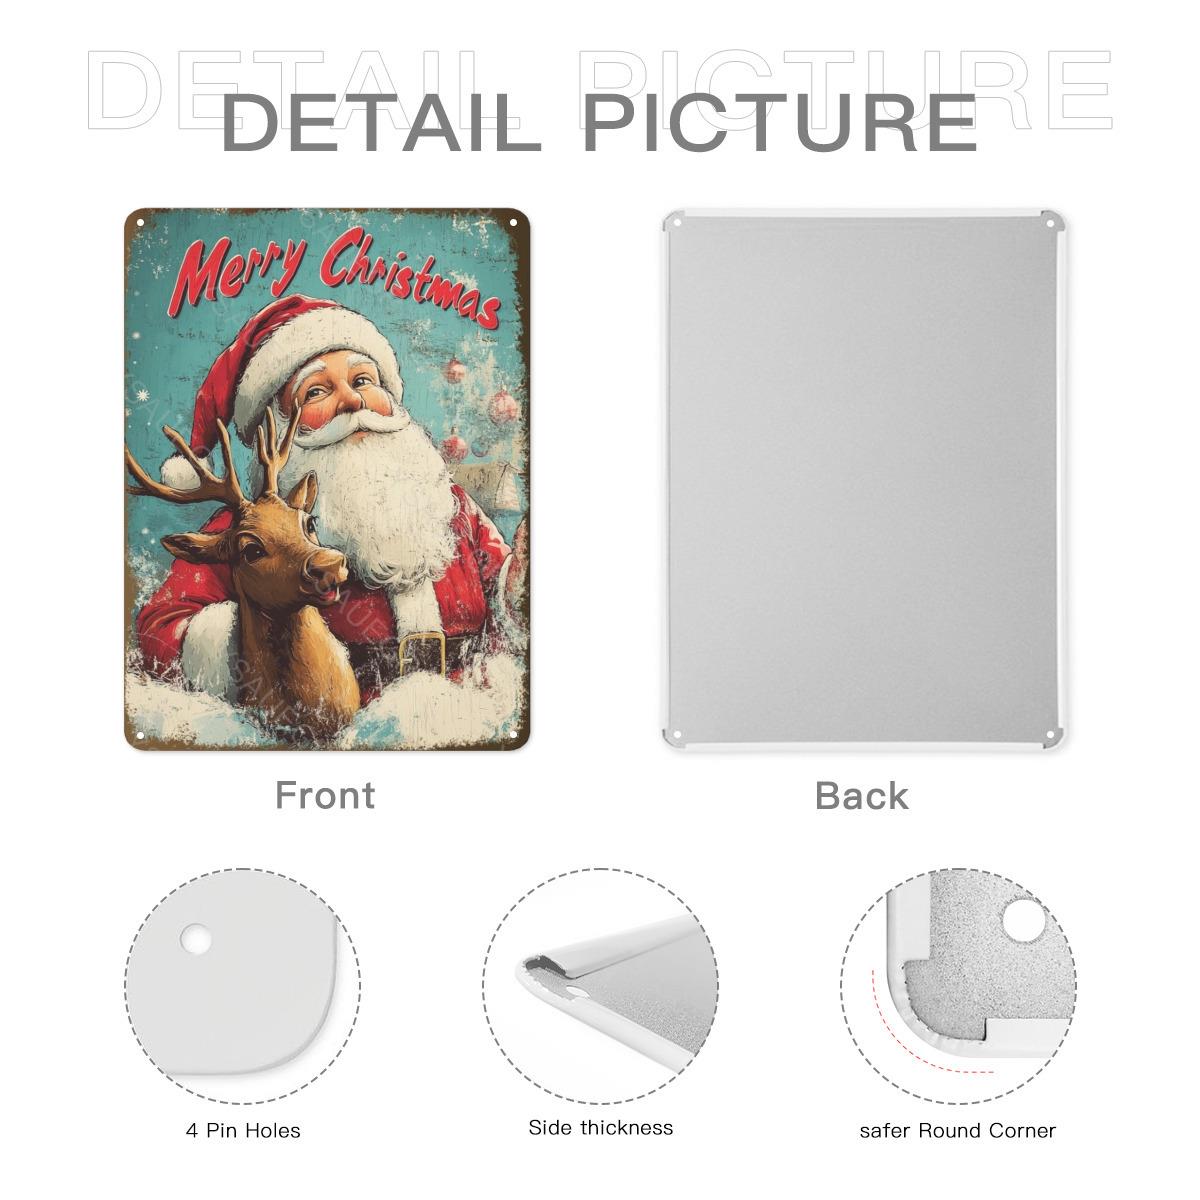 DETAIL PICTURE
DETAIL PICTURE
Merry Christmas
Front
Back
4 Pin Holes
Side thickness
safer Round Corner